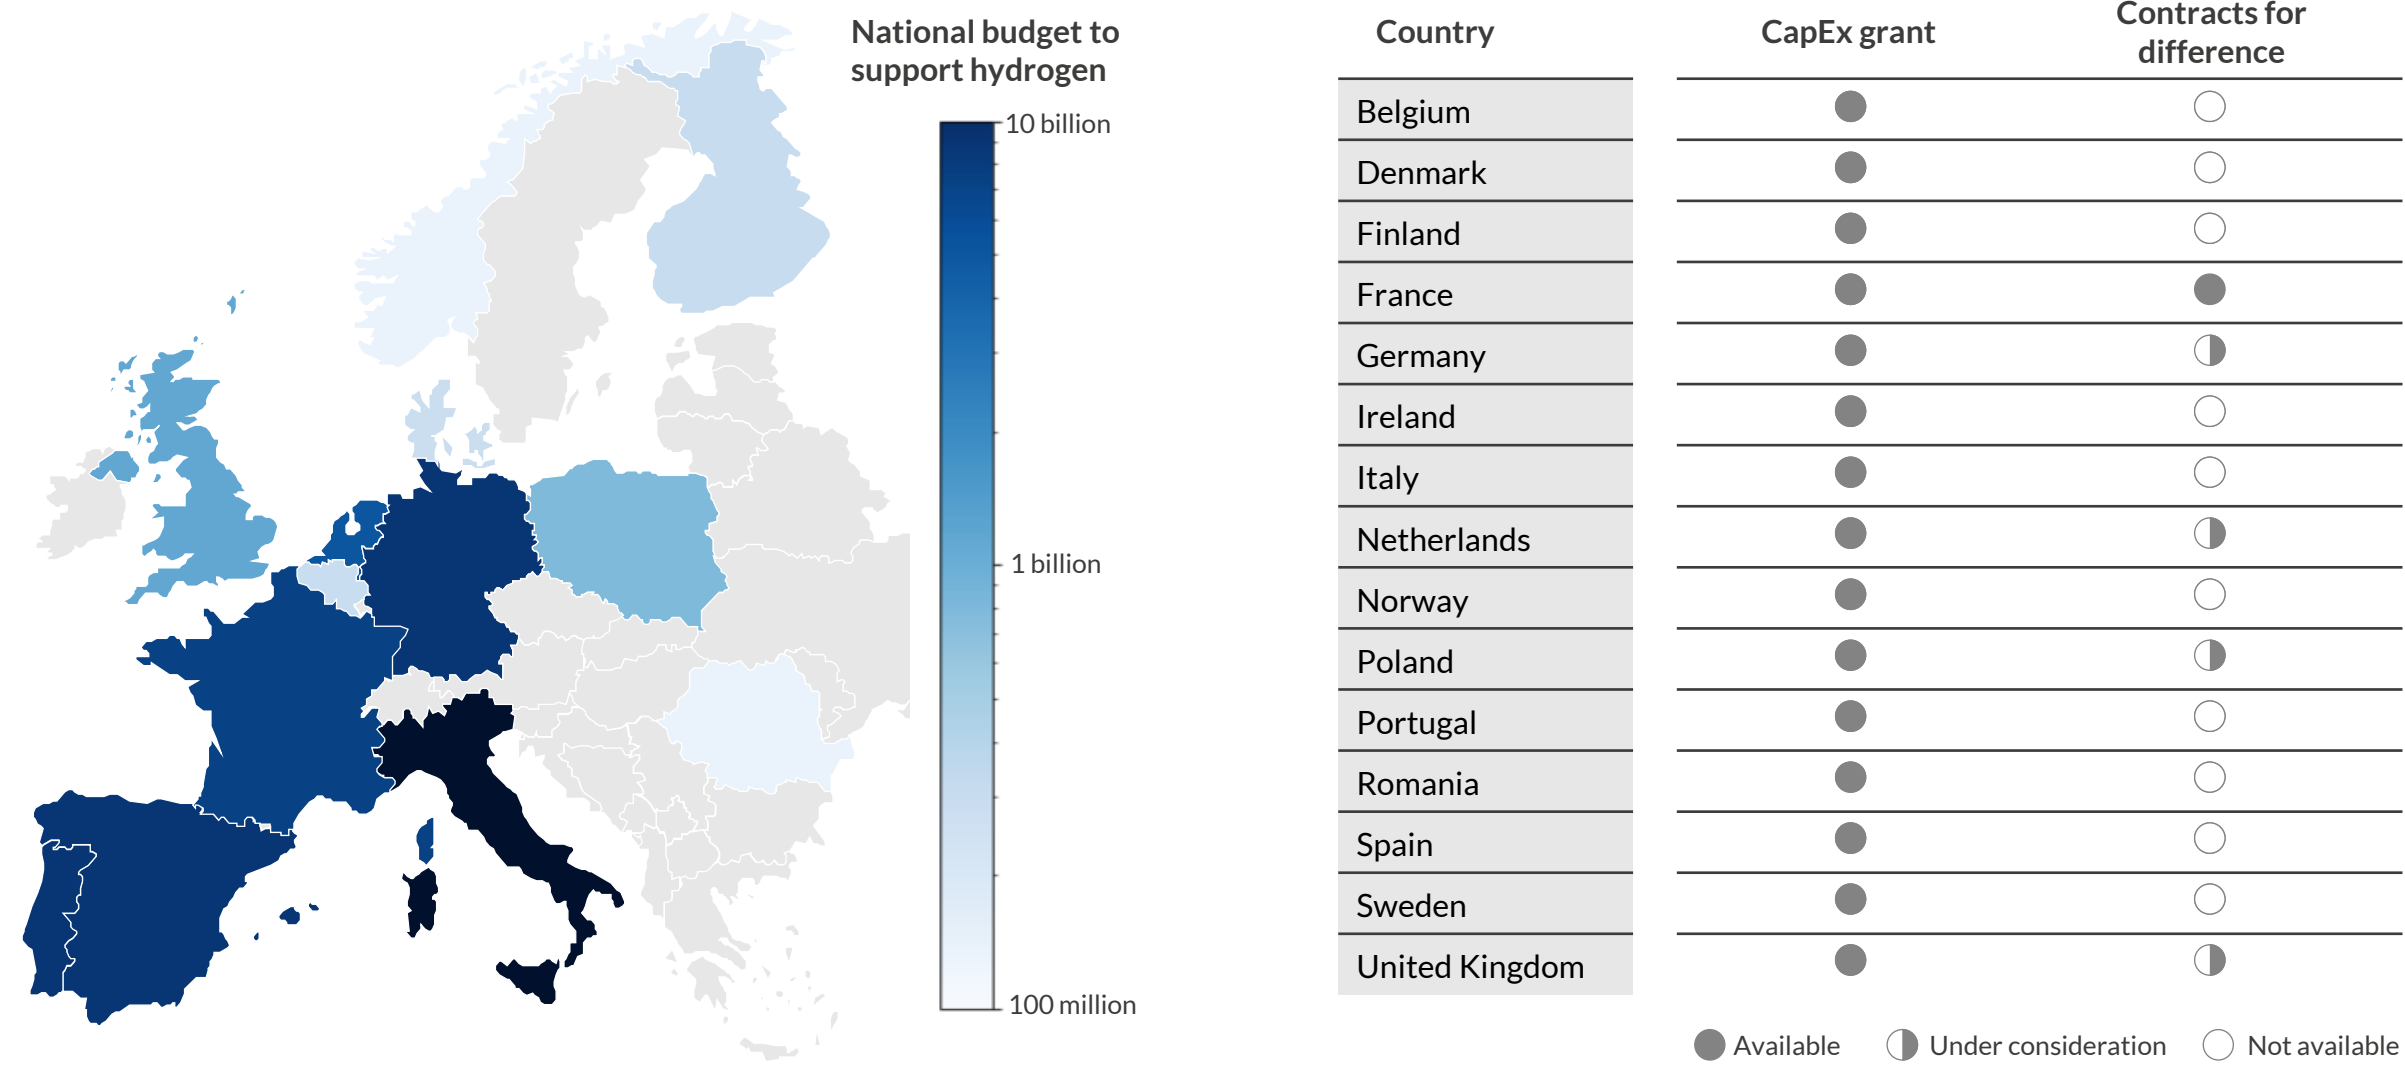 National budget to
support hydrogen
10 billion
1 billion
100 million
Country
CapEx grant
Contracts for
difference
Belgium
Denmark
Finland
France
Germany
Ireland
Italy
Netherlands
Norway
Poland
Portugal
Romania
Spain
Sweden
United Kingdom
Available
Under consideration
Not available